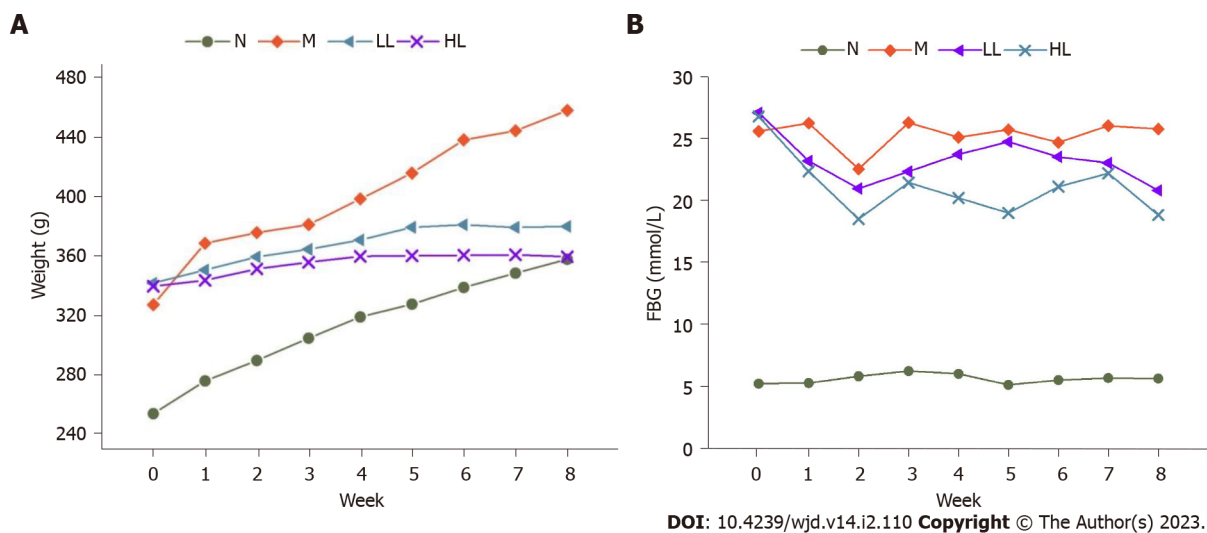 A
N M LL HL
480
440
400
360
320
280
240
Weight (g)
0 1 2 3 4 5 6 7 8
Week
B
N M LL HL
30
25
20
15
10
5
0
FBG (mmol/L)
0 1 2 3 4 5 6 7 8
Week
DOI: 10.4239/wjd.v14.i2.110 Copyright © The Author(s) 2023.